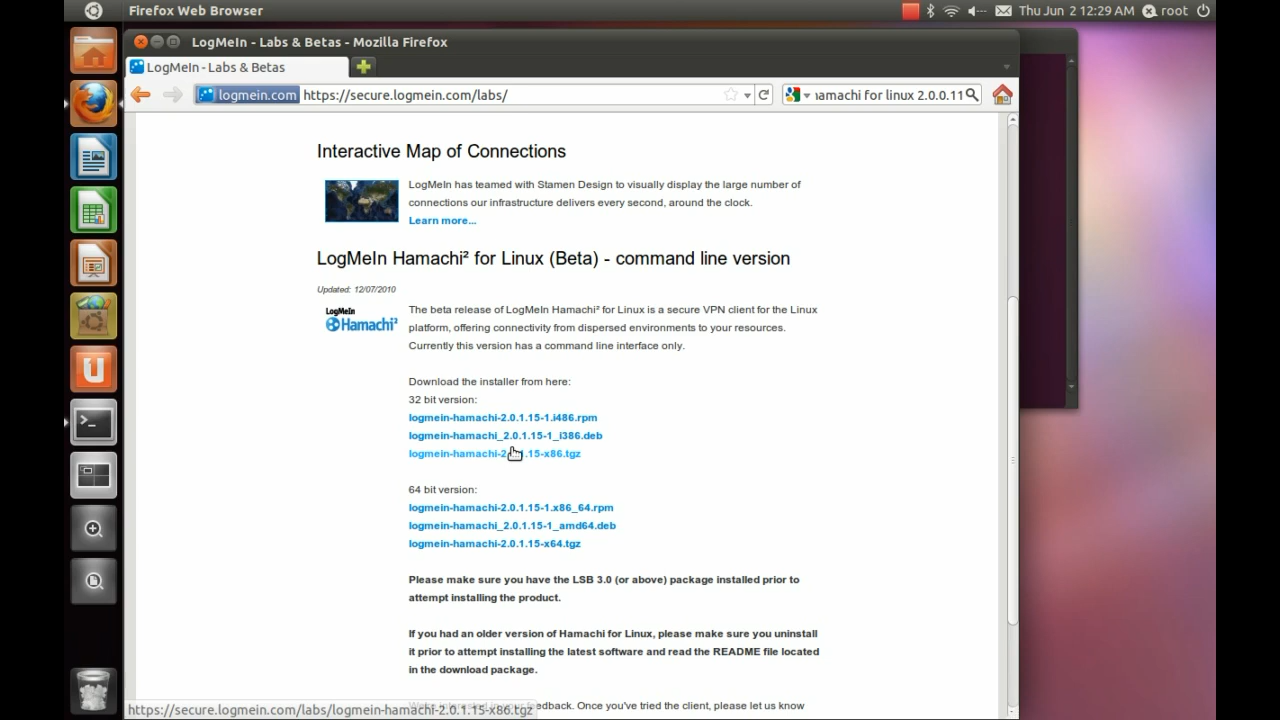 Firefox Web Browser
Thu Jun 2 12:29 AM root
LogMeIn - Labs & Betas - Mozilla Firefox
LogMeIn - Labs & Betas
logmein.com https://secure.logmein.com/labs/
amachi for linux 2.0.0.11
Interactive Map of Connections
LogMeIn has teamed with Stamen Design to visually display the large number of
connections our infrastructure delivers every second, around the clock.
Learn more...
LogMeIn Hamachi² for Linux (Beta) - command line version
Updated: 12/07/2010
LogMeIn
Hamachi²
The beta release of LogMeIn Hamachi² for Linux is a secure VPN client for the Linux
platform, offering connectivity from dispersed environments to your resources.
Currently this version has a command line interface only.
Download the installer from here:
32 bit version:
logmein-hamachi-2.0.1.15-1.i486.rpm
logmein-hamachi_2.0.1.15-1_i386.deb
logmein-hamachi-2.0.1.15-x86.tgz
64 bit version:
logmein-hamachi-2.0.1.15-1.x86_64.rpm
logmein-hamachi_2.0.1.15-1_amd64.deb
logmein-hamachi-2.0.1.15-x64.tgz
Please make sure you have the LSB 3.0 (or above) package installed prior to
attempt installing the product.
If you had an older version of Hamachi for Linux, please make sure you uninstall
it prior to attempt installing the latest software and read the README file located
in the download package.
feedback. Once you've tried the client, please let us know
https://secure.logmein.com/labs/logmein-hamachi-2.0.1.15-x86.tgz